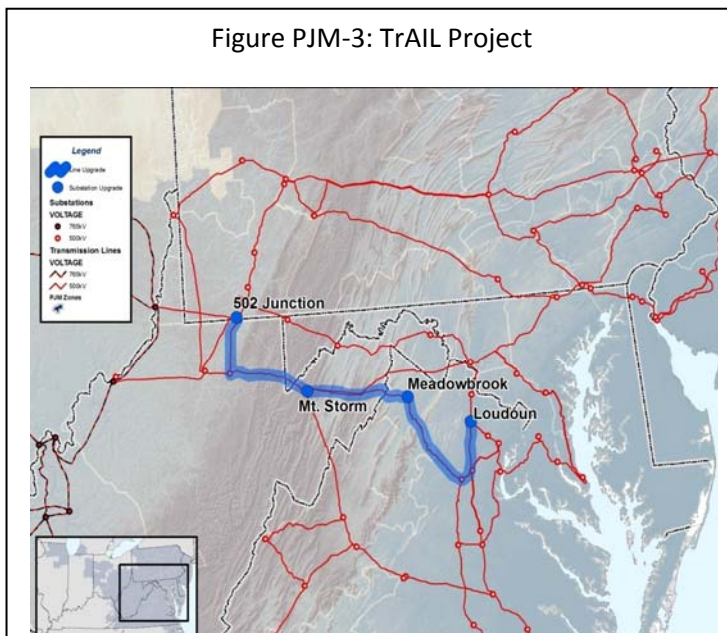 Figure PJM-3: TrAIL Project
Legend
Line Upgrade
Substation Upgrade
Substations
VOLTAGE
765kV
500kV
Transmission Lines
VOLTAGE
765kV
500kV
PJM Zones
502 Junction
Meadowbrook
Mt. Storm
Loudoun